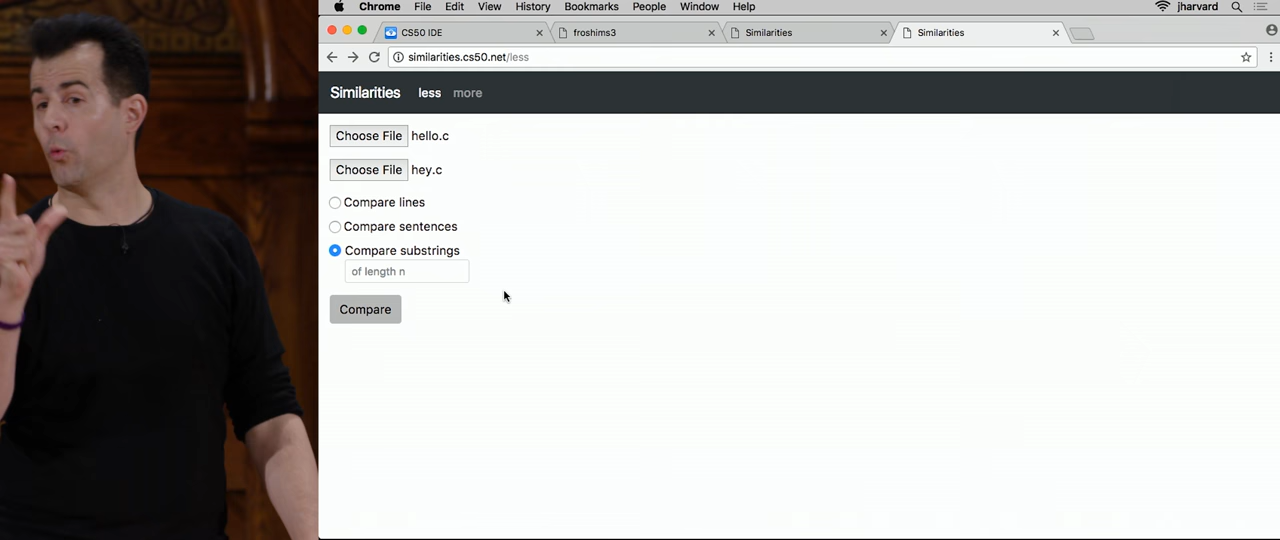 Chrome File Edit View History Bookmarks People Window Help jharvard
CS50 IDE froshims3 Similarities Similarities
similarities.cs50.net/less
Similarities less more
Choose File hello.c
Choose File hey.c
Compare lines
Compare sentences
Compare substrings
of length n
Compare